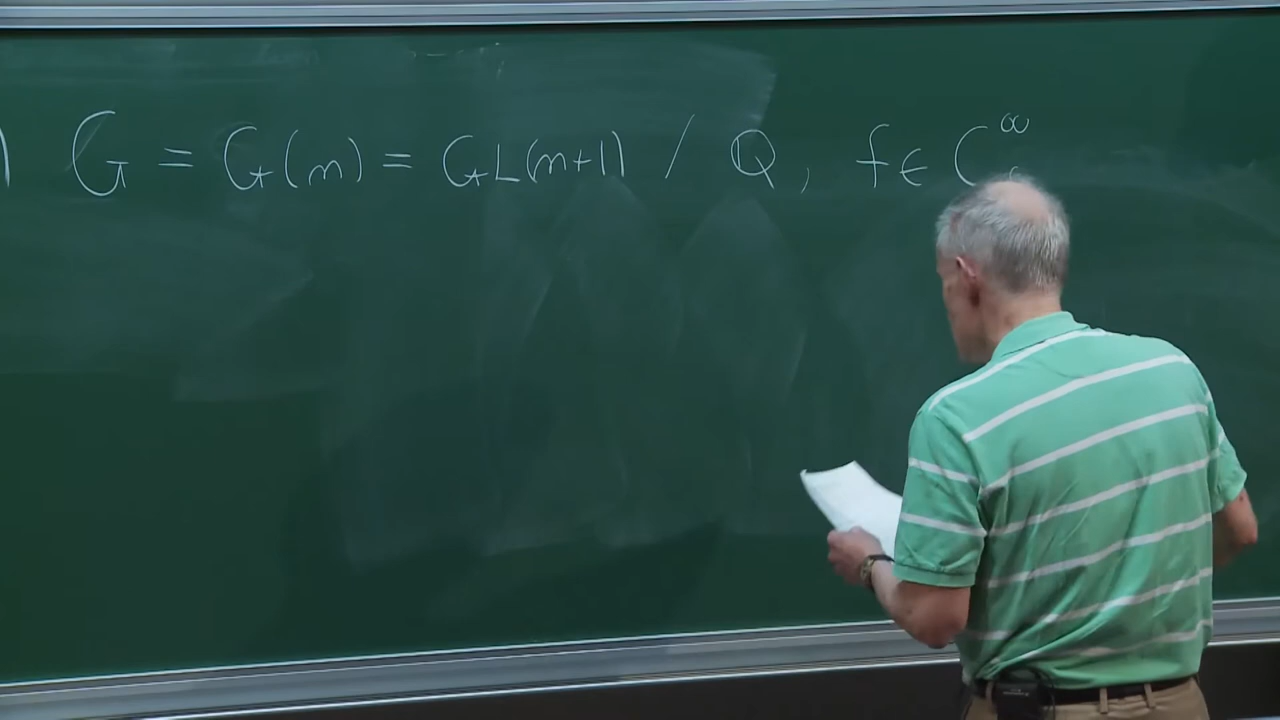 ) G = G(m) = GL(m+1) / Q, f ∈ C_c^∞